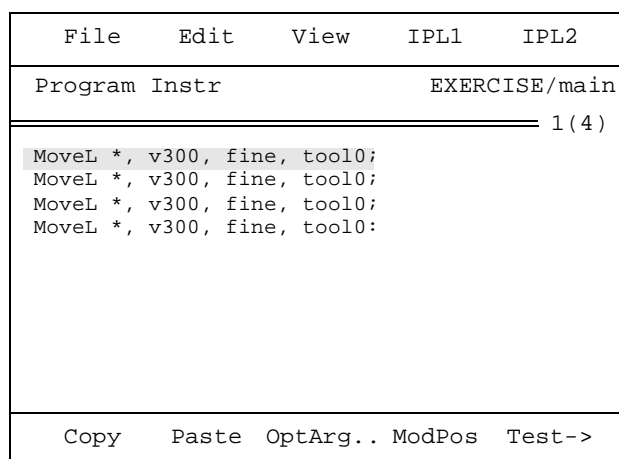 File Edit View IPL1 IPL2
Program Instr EXERCISE/main
1(4)
MoveL *, v300, fine, tool0;
MoveL *, v300, fine, tool0;
MoveL *, v300, fine, tool0;
MoveL *, v300, fine, tool0:
Copy Paste OptArg.. ModPos Test->